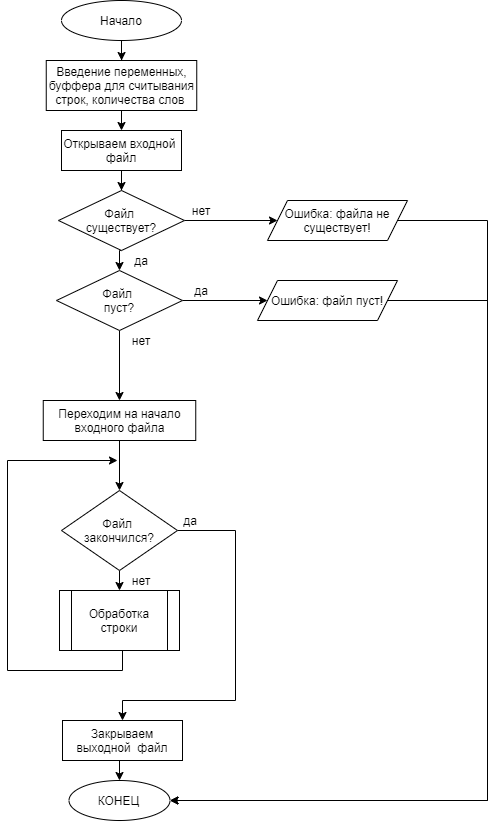 Начало
Введение переменных,
буффера для считывания
строк, количества слов
Открываем входной
файл
Файл
существует?
нет
Ошибка: файла не
существует!
да
Файл
пуст?
да
Ошибка: файл пуст!
нет
Переходим на начало
входного файла
Файл
закончился?
да
нет
Обработка
строки
Закрываем
выходной файл
КОНЕЦ